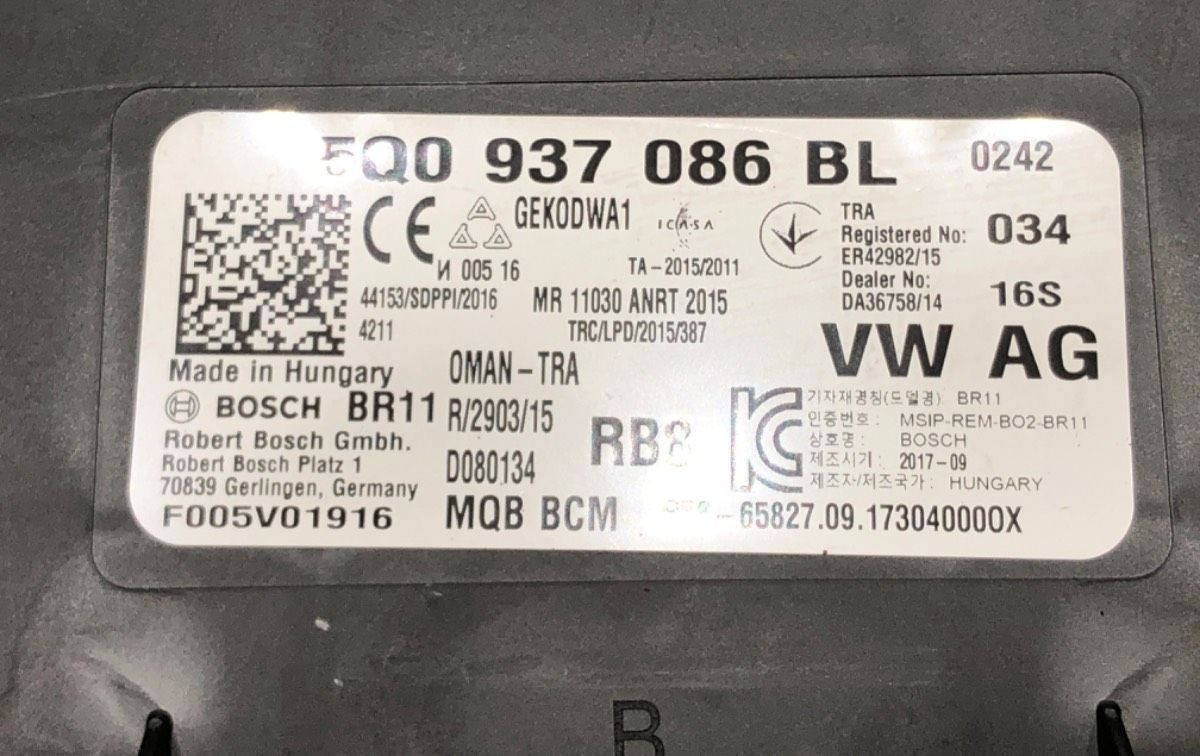 5Q0 937 086 BL 0242
CE GEKODWA1 ICASA TRA
Registered No: 034
ER42982/15
И 005 16 TA-2015/2011
Dealer No:
44153/SDPPI/2016 MR 11030 ANRT 2015 DA36758/14 16S
4211 TRC/LPD/2015/387
VW AG
Made in Hungary OMAN-TRA
BOSCH BR11 R/2903/15 RB8
기자재명칭(모델명): BR11
인증번호: MSIP-REM-BO2-BR11
상호명: BOSCH
제조시기: 2017-09
제조자/제조국가: HUNGARY
Robert Bosch Gmbh.
Robert Bosch Platz 1 D080134
70839 Gerlingen, Germany
F005V01916 MQB BCM -65827.09.1730400000X
B